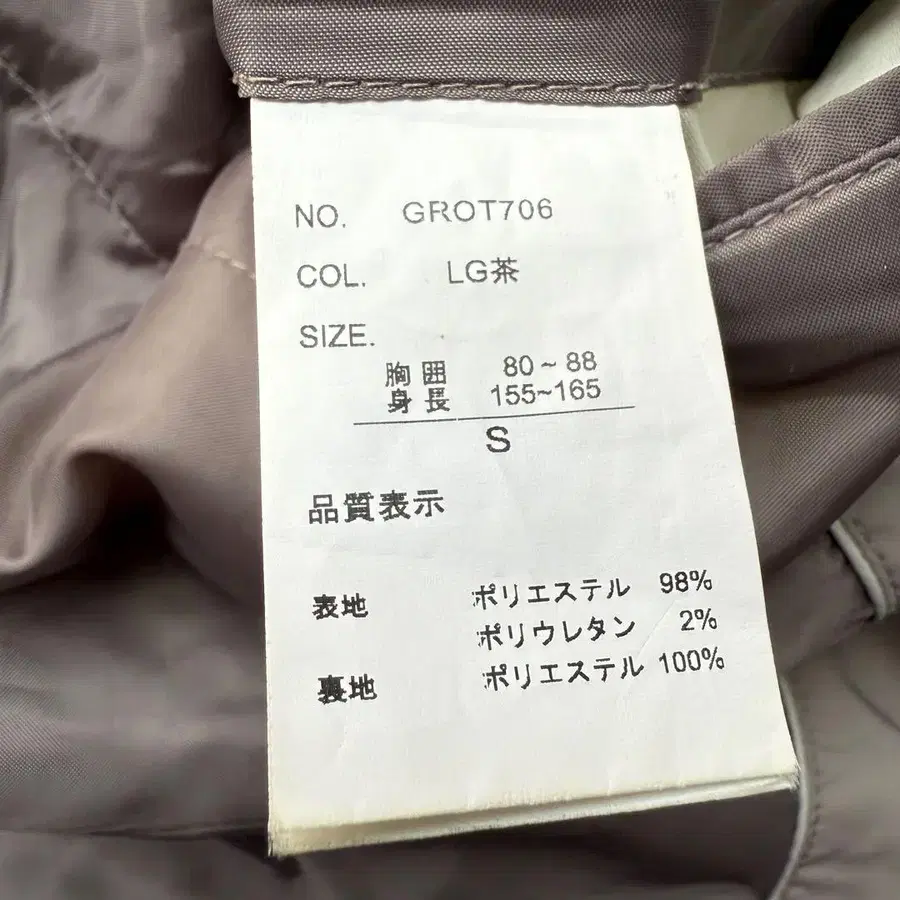 NO. GROT706
COL. LG茶
SIZE.
胸囲 80~88
身長 155~165
S
品質表示
表地 ポリエステル 98%
ポリウレタン 2%
裏地 ポリエステル 100%